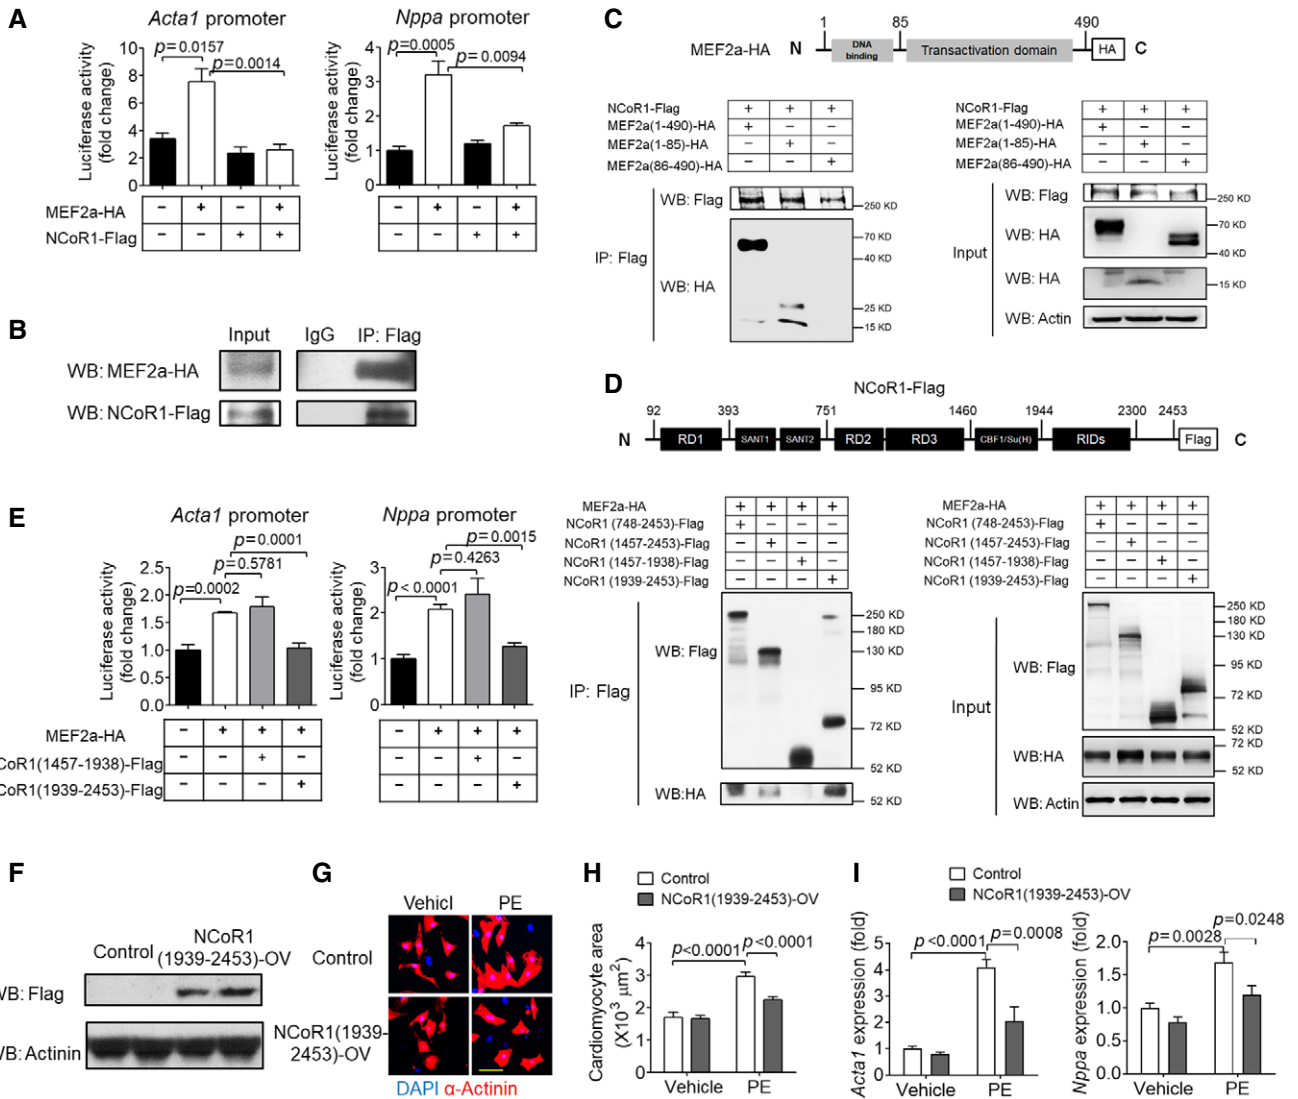 A
Acta1 promoter
Luciferase activity
(fold change)
10
8
6
4
2
0
p= 0.0157
p= 0.0014
Nppa promoter
Luciferase activity
(fold change)
4
3
2
1
0
p=0.0005
p= 0.0094
MEF2a-HA − + − + − + − +
NCoR1-Flag − − + + − − + +
B
Input IgG IP: Flag
WB: MEF2a-HA
WB: NCoR1-Flag
C
1 85 490
MEF2a-HA N DNA binding Transactivation domain HA C
NCoR1-Flag + + +
MEF2a(1-490)-HA + − −
MEF2a(1-85)-HA − + −
MEF2a(86-490)-HA − − +
IP: Flag
WB: Flag
250 KD
WB: HA
70 KD
40 KD
25 KD
15 KD
NCoR1-Flag + + +
MEF2a(1-490)-HA + − −
MEF2a(1-85)-HA − + −
MEF2a(86-490)-HA − − +
Input
WB: Flag
250 KD
WB: HA
70 KD
40 KD
WB: HA
15 KD
WB: Actin
D
NCoR1-Flag
92 393 751 1460 1944 2300 2453
N RD1 SANT1 SANT2 RD2 RD3 CBF1/Su(H) RIDs Flag C
MEF2a-HA + + + +
NCoR1 (748-2453)-Flag + − − −
NCoR1 (1457-2453)-Flag − + − −
NCoR1 (1457-1938)-Flag − − + −
NCoR1 (1939-2453)-Flag − − − +
IP: Flag
WB: Flag
250 KD
180 KD
130 KD
95 KD
72 KD
52 KD
WB:HA
52 KD
MEF2a-HA + + + +
NCoR1 (748-2453)-Flag + − − −
NCoR1 (1457-2453)-Flag − + − −
NCoR1 (1457-1938)-Flag − − + −
NCoR1 (1939-2453)-Flag − − − +
Input
WB: Flag
250 KD
180 KD
130 KD
95 KD
72 KD
52 KD
WB:HA
72 KD
52 KD
WB: Actin
E
Acta1 promoter
Luciferase activity
(fold change)
2.5
2.0
1.5
1.0
0.5
0.0
p= 0.0001
p= 0.5781
p=0.0002
Nppa promoter
Luciferase activity
(fold change)
3
2
1
0
p= 0.0015
p= 0.4263
p< 0.0001
MEF2a-HA − + + + − + + +
CoR1(1457-1938)-Flag − − + − − − + −
CoR1(1939-2453)-Flag − − − + − − − +
F
Control
NCoR1
(1939-2453)-OV
VB: Flag
VB: Actinin
G
Vehicl PE
Control
NCoR1(1939-
2453)-OV
DAPI α-Actinin
H
Control
NCoR1(1939-2453)-OV
Cardiomyocyte area
(X10³ μm²)
4
3
2
1
0
p<0.0001
p<0.0001
Vehicle PE
I
Control
NCoR1(1939-2453)-OV
Acta1 expression (fold)
5
4
3
2
1
0
p<0.0001
p=0.0008
Vehicle PE
Nppa expression (fold)
2.0
1.5
1.0
0.5
0.0
p= 0.0028
p=0.0248
Vehicle PE